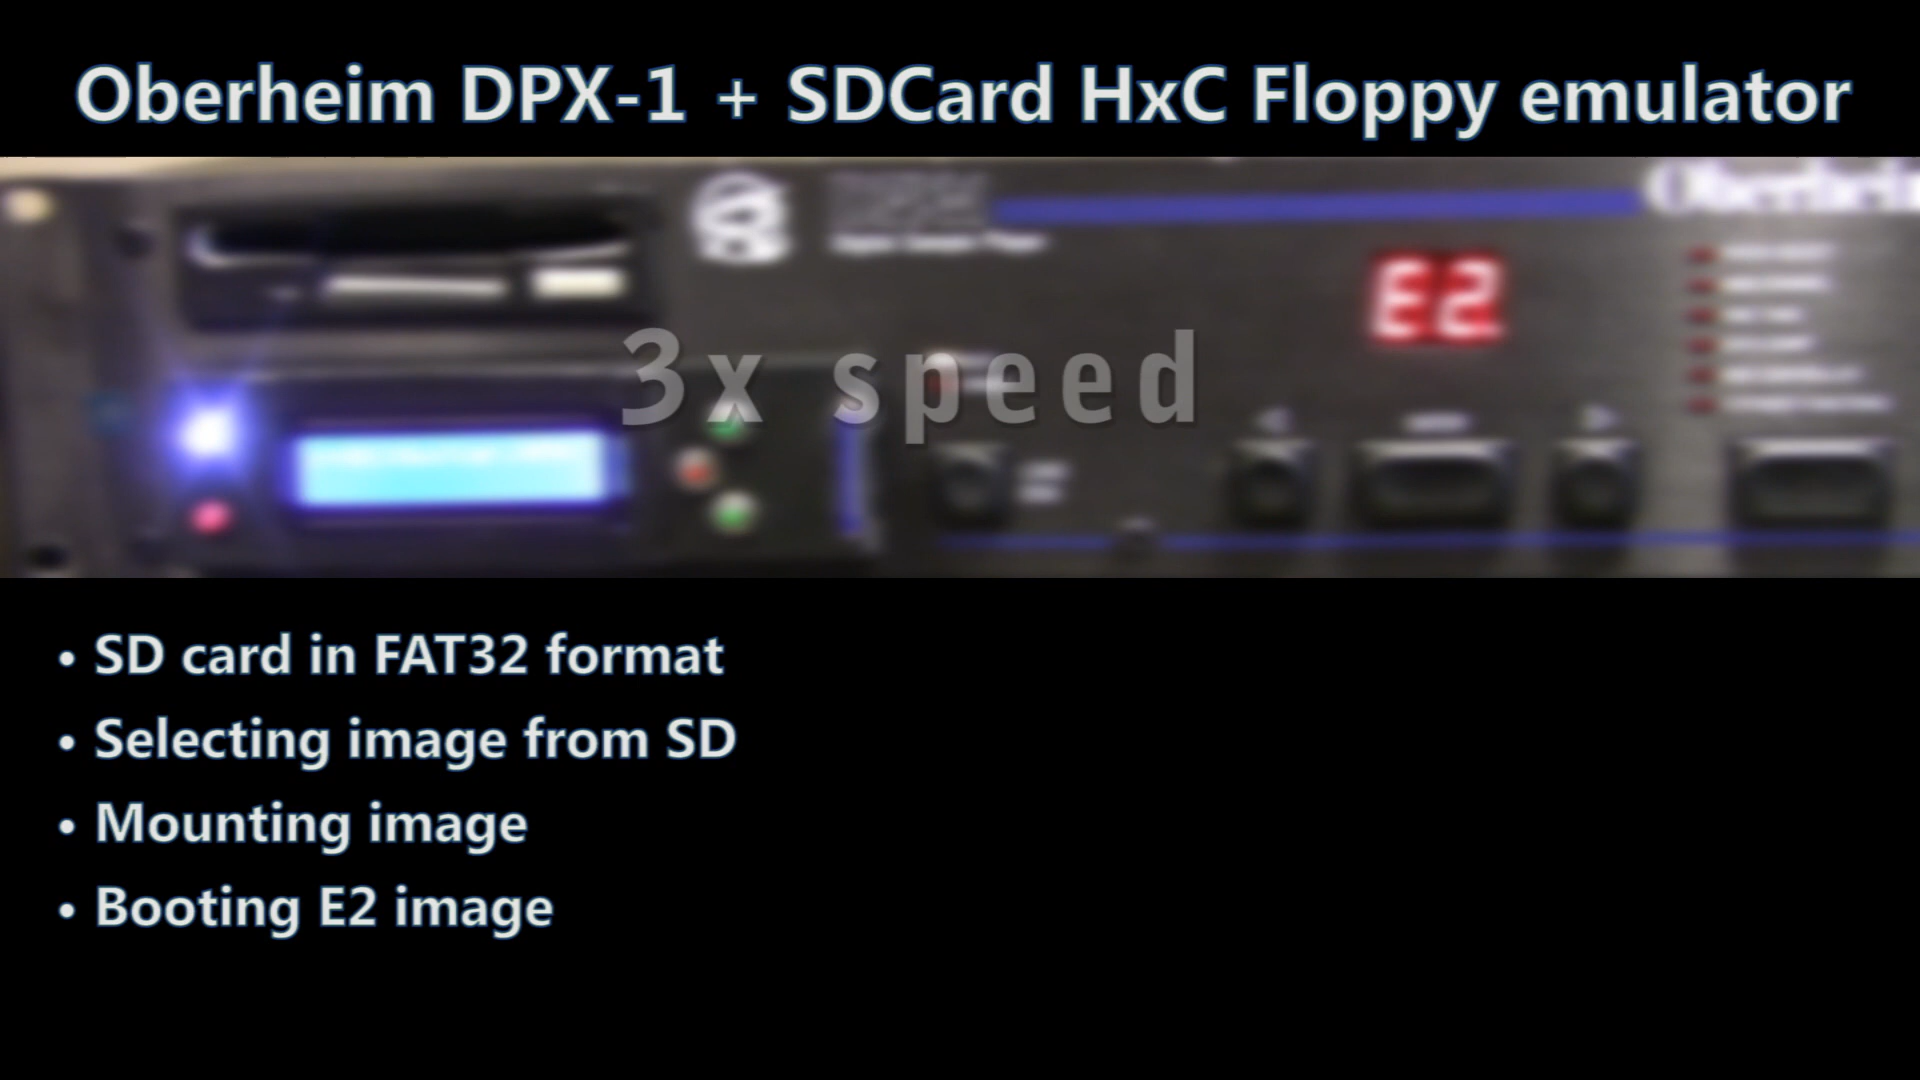 Oberheim DPX-1 + SDCard HxC Floppy emulator
E2
3x speed
• SD card in FAT32 format
• Selecting image from SD
• Mounting image
• Booting E2 image